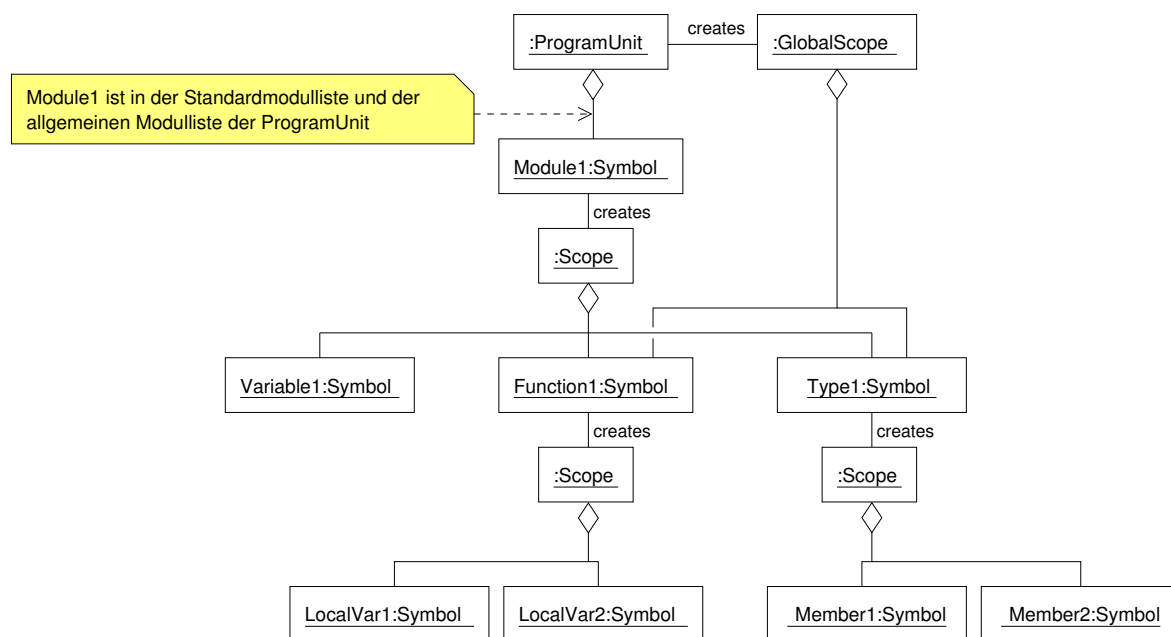 :ProgramUnit
creates
:GlobalScope
Module1 ist in der Standardmodulliste und der
allgemeinen Modulliste der ProgramUnit
Module1:Symbol
creates
:Scope
Variable1:Symbol
Function1:Symbol
Type1:Symbol
creates
creates
:Scope
:Scope
LocalVar1:Symbol
LocalVar2:Symbol
Member1:Symbol
Member2:Symbol